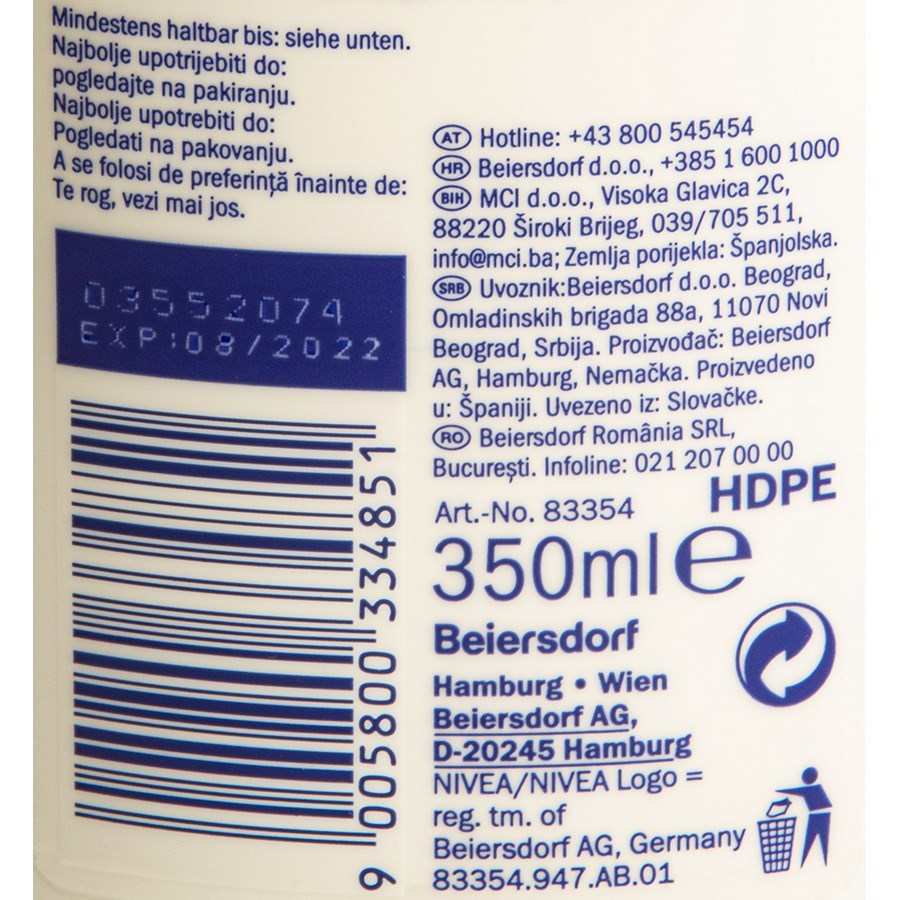 Mindestens haltbar bis: siehe unten.
Najbolje upotrijebiti do:
pogledajte na pakiranju.
Najbolje upotrebiti do:
Pogledati na pakovanju.
A se folosi de preferință înainte de:
Te rog, vezi mai jos.
03552074
EXP:08/2022
9 005800 334851
AT Hotline: +43 800 545454
HR Beiersdorf d.o.o., +385 1 600 1000
BIH MCI d.o.o., Visoka Glavica 2C,
88220 Široki Brijeg, 039/705 511,
info@mci.ba; Zemlja porijekla: Španjolska.
SRB Uvoznik:Beiersdorf d.o.o. Beograd,
Omladinskih brigada 88a, 11070 Novi
Beograd, Srbija. Proizvođač: Beiersdorf
AG, Hamburg, Nemačka. Proizvedeno
u: Španiji. Uvezeno iz: Slovačke.
RO Beiersdorf România SRL,
București. Infoline: 021 207 00 00
HDPE
Art.-No. 83354
350ml e
Beiersdorf
Hamburg • Wien
Beiersdorf AG,
D-20245 Hamburg
NIVEA/NIVEA Logo =
reg. tm. of
Beiersdorf AG, Germany
83354.947.AB.01